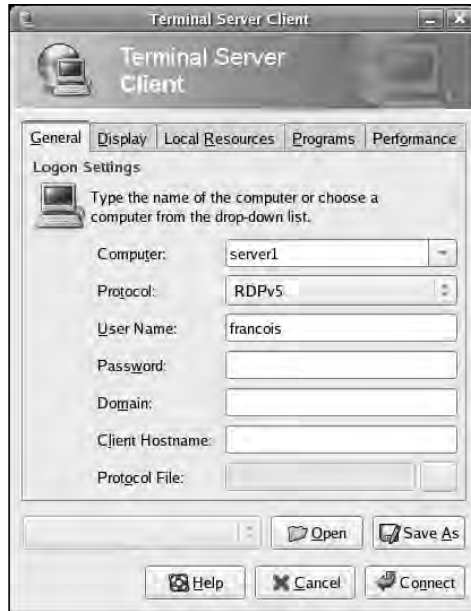 Terminal Server Client
Terminal Server
Client
General Display Local Resources Programs Performance
Logon Settings
Type the name of the computer or choose a
computer from the drop-down list.
Computer: server1
Protocol: RDPv5
User Name: francois
Password:
Domain:
Client Hostname:
Protocol File:
Open Save As
Help Cancel Connect